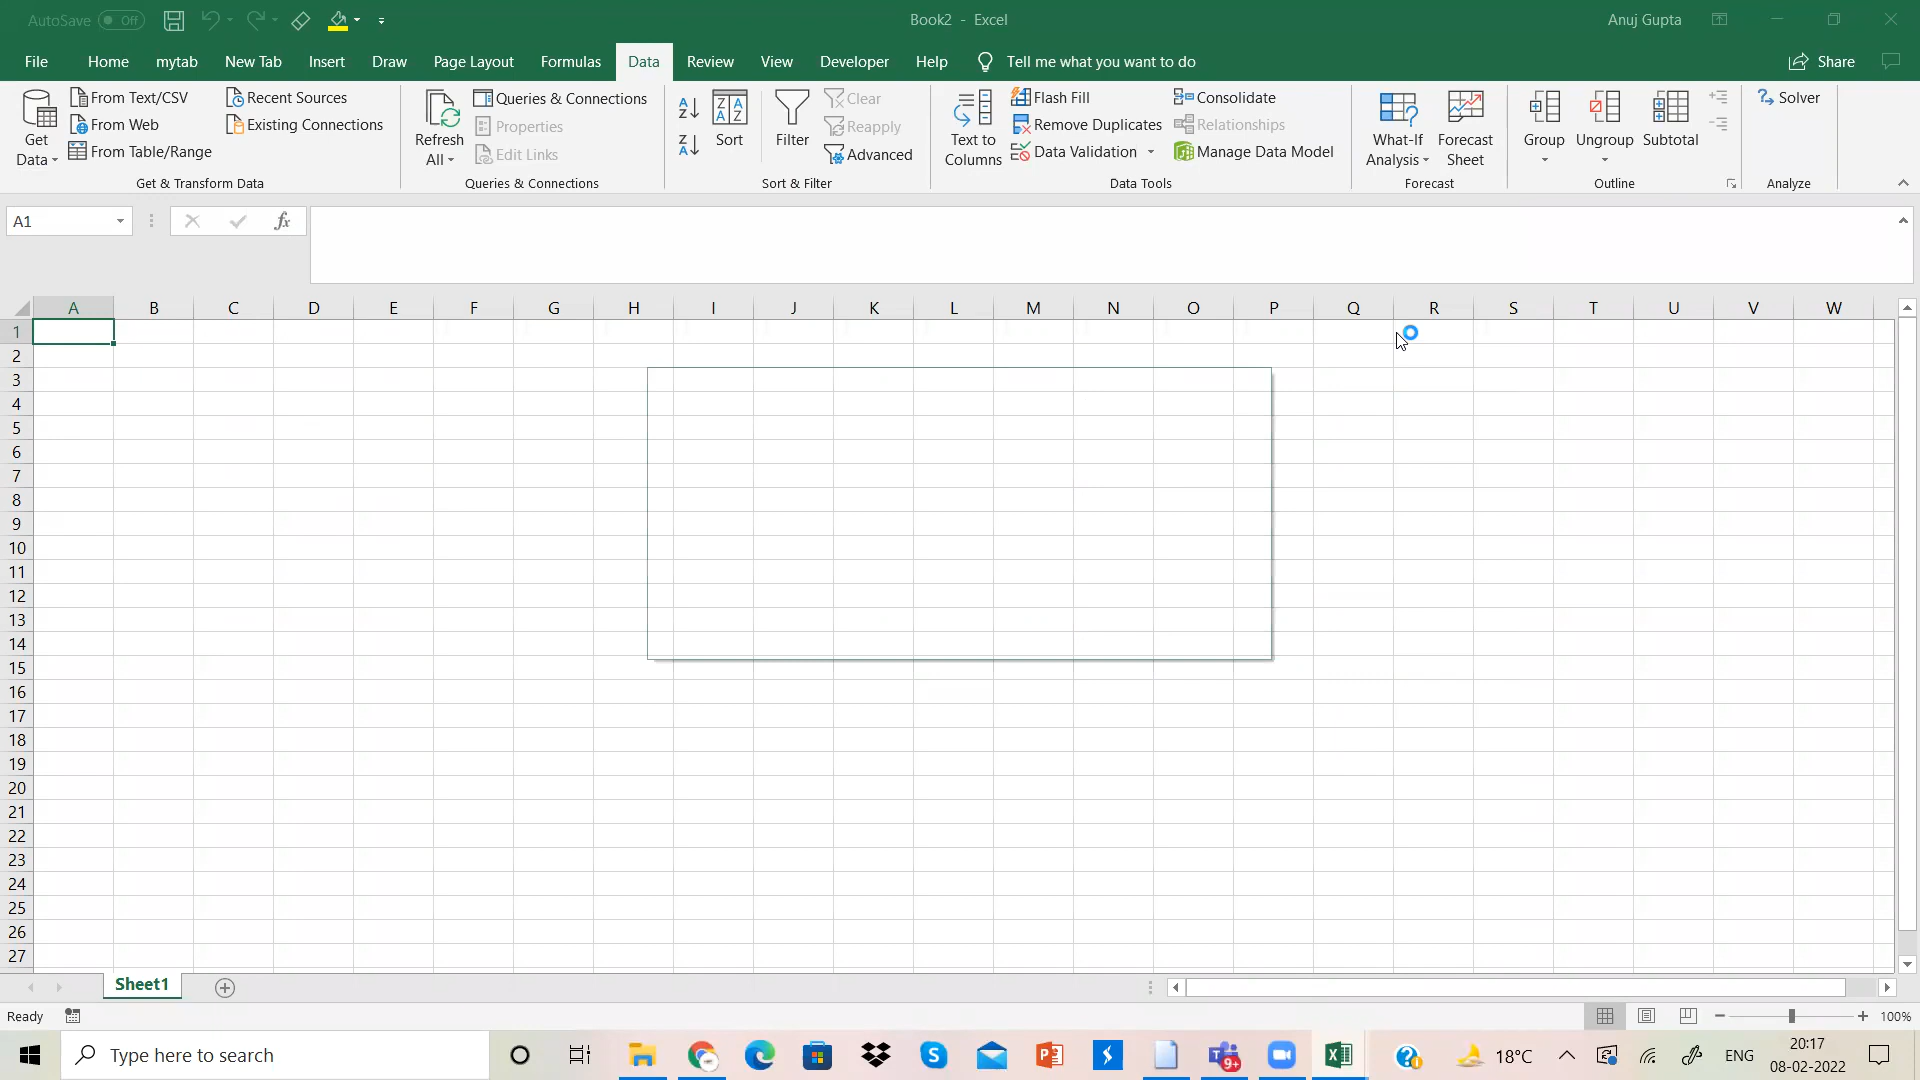 AutoSave Off
Book2 - Excel
Anuj Gupta
File Home mytab New Tab Insert Draw Page Layout Formulas Data Review View Developer Help Tell me what you want to do Share
Get Data
From Text/CSV
From Web
From Table/Range
Recent Sources
Existing Connections
Get & Transform Data
Refresh All
Queries & Connections
Properties
Edit Links
Queries & Connections
Sort
Filter
Clear
Reapply
Advanced
Sort & Filter
Text to Columns
Flash Fill
Remove Duplicates
Data Validation
Consolidate
Relationships
Manage Data Model
Data Tools
What-If Analysis
Forecast Sheet
Forecast
Group
Ungroup
Subtotal
Outline
Solver
Analyze
A1
fx
A B C D E F G H I J K L M N O P Q R S T U V W
1
2
3
4
5
6
7
8
9
10
11
12
13
14
15
16
17
18
19
20
21
22
23
24
25
26
27
Sheet1
Ready
100%
Type here to search
9+
18°C
ENG
20:17
08-02-2022